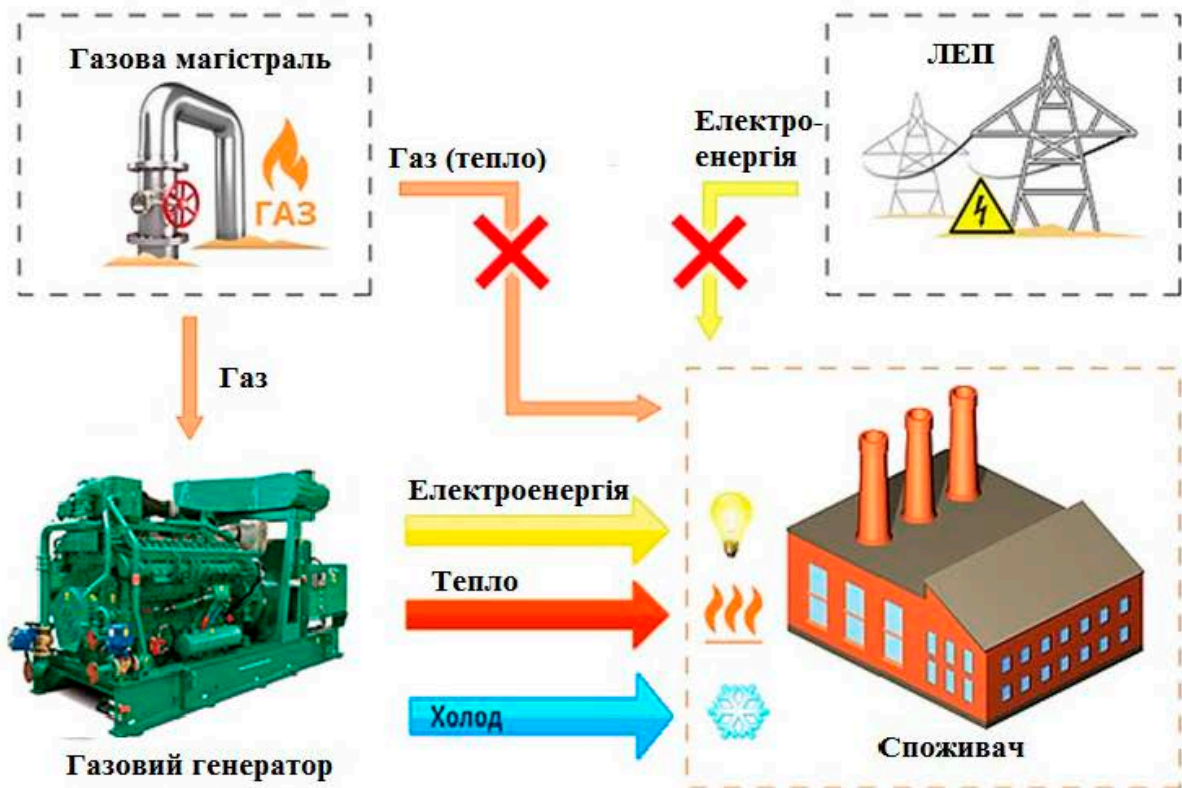 Газова магістраль
ГАЗ
Газ (тепло)
Електро-
енергія
ЛЕП
Газ
Електроенергія
Тепло
Холод
Газовий генератор
Споживач